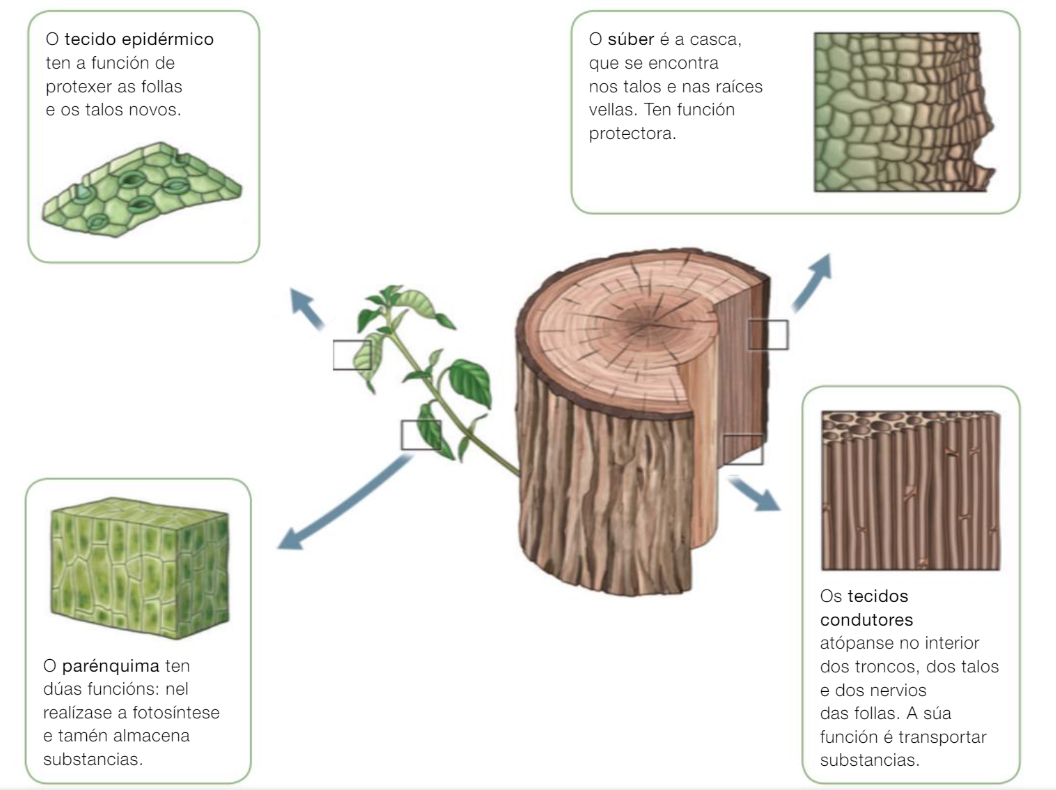 O tecido epidérmico
ten a función de
protexer as follas
e os talos novos.
O súber é a casca,
que se encontra
nos talos e nas raíces
vellas. Ten función
protectora.
O parénquima ten
dúas funcións: nel
realízase a fotosíntese
e tamén almacena
substancias.
Os tecidos
condutores
atópanse no interior
dos troncos, dos talos
e dos nervios
das follas. A súa
función é transportar
substancias.